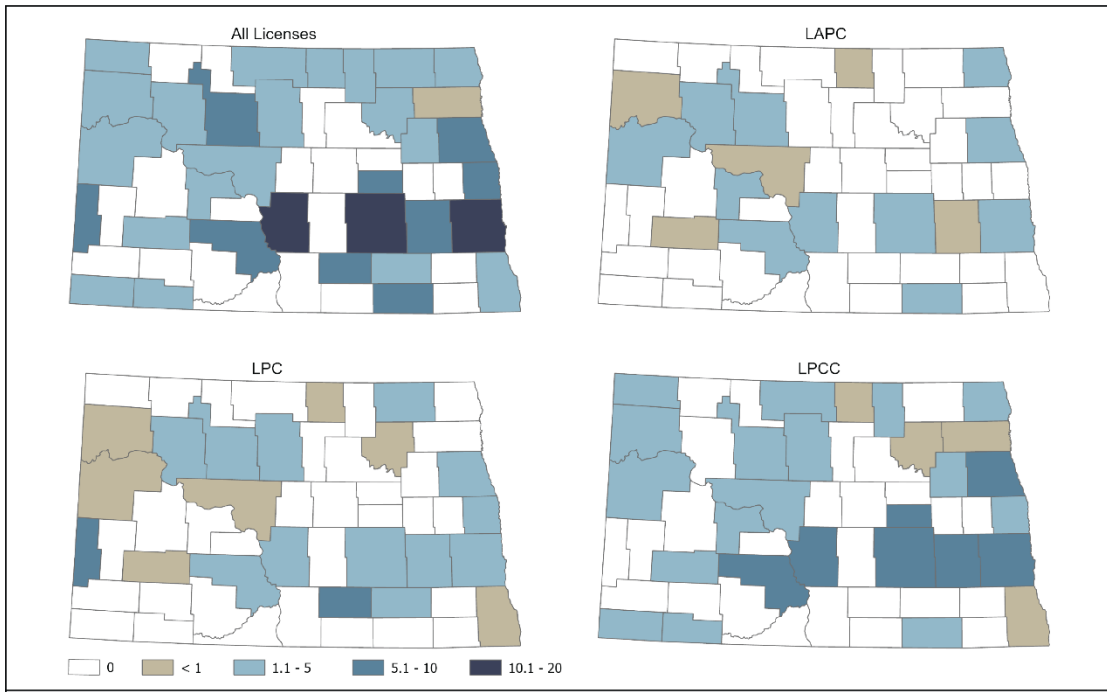 All Licenses
LAPC
LPC
LPCC
0
< 1
1.1 - 5
5.1 - 10
10.1 - 20